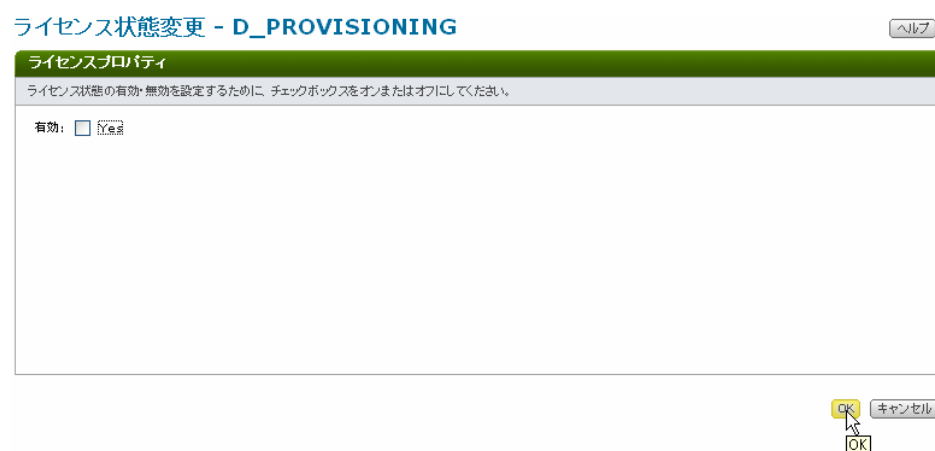 ライセンス状態変更 - D_PROVISIONING
ヘルプ
ライセンスプロパティ
ライセンス状態の有効・無効を設定するために、チェックボックスをオンまたはオフにしてください。
有効: Yes
OK キャンセル
OK